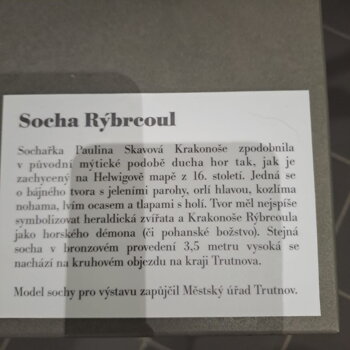 Socha Rýbrcoul
Sochařka Paulina Skavová Krakonoše zpodobnila
v původní mýtické podobě ducha hor tak, jak je
zachycený na Helwigově mapě z 16. století. Jedná se
o bájného tvora s jeleními parohy, orlí hlavou, kozlíma
nohama, lvím ocasem a tlapami s holí. Tvor měl nejspíše
symbolizovat heraldická zvířata a Krakonoše Rýbrcoula
jako horského démona (či pohanské božstvo). Stejná
socha v bronzovém provedení 3,5 metru vysoká se
nachází na kruhovém objezdu na kraji Trutnova.
Model sochy pro výstavu zapůjčil Městský úřad Trutnov.